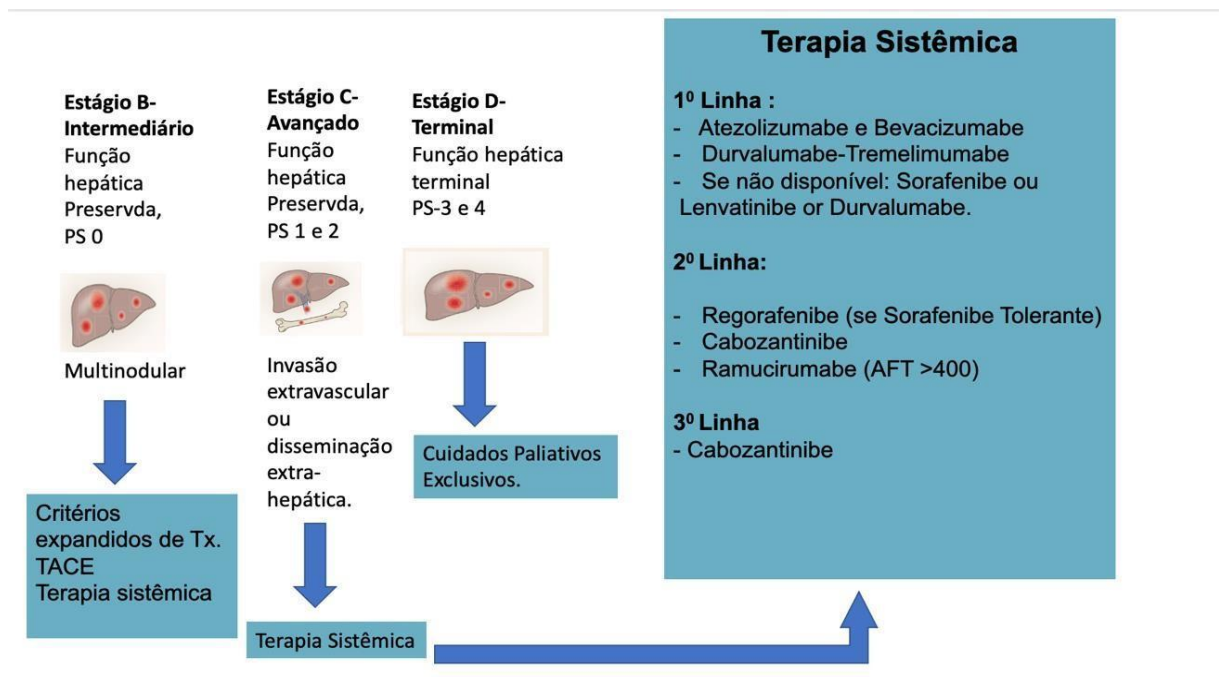 Estágio B-
Intermediário
Função
hepática
Preservda,
PS 0
Multinodular
Critérios
expandidos de Tx.
TACE
Terapia sistêmica
Estágio C-
Avançado
Função
hepática
Preservda,
PS 1 e 2
Invasão
extravascular
ou
disseminação
extra-
hepática.
Terapia Sistêmica
Estágio D-
Terminal
Função hepática
terminal
PS-3 e 4
Cuidados Paliativos
Exclusivos.
Terapia Sistêmica
1⁰ Linha :
- Atezolizumabe e Bevacizumabe
- Durvalumabe-Tremelimumabe
- Se não disponível: Sorafenibe ou
Lenvatinibe or Durvalumabe.
2⁰ Linha:
- Regorafenibe (se Sorafenibe Tolerante)
- Cabozantinibe
- Ramucirumabe (AFT >400)
3⁰ Linha
- Cabozantinibe